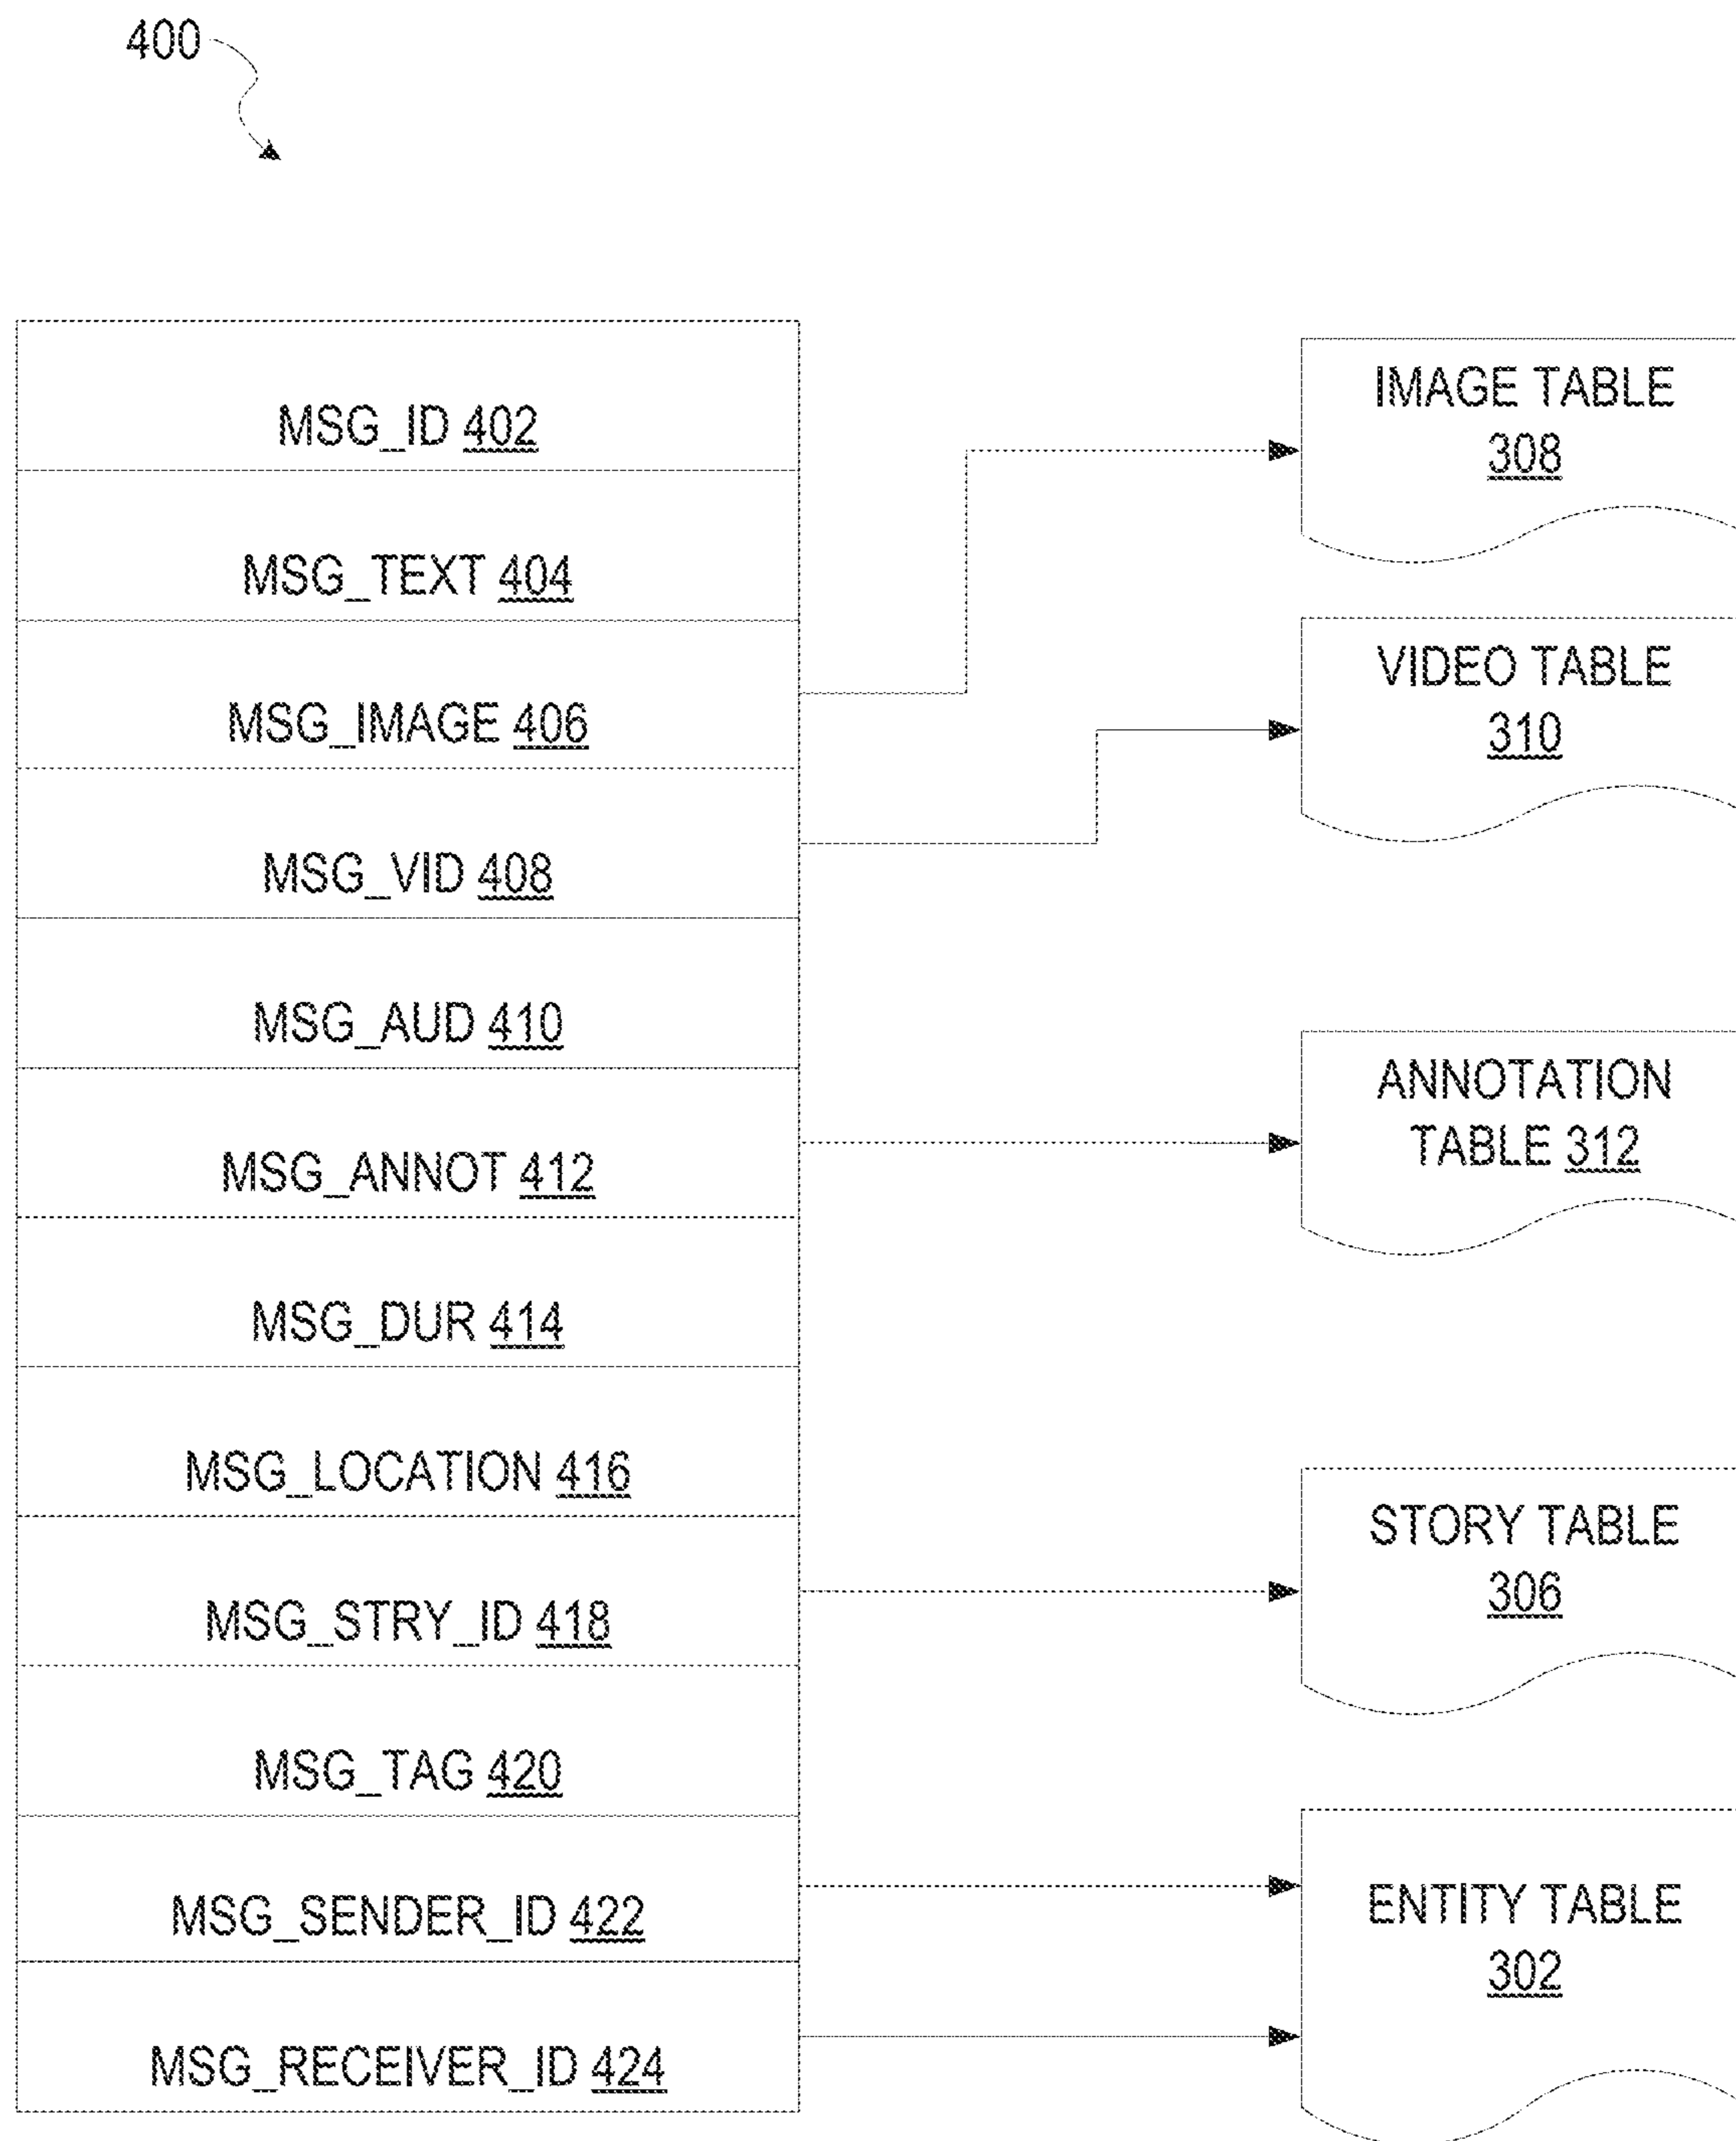 400
MSG_ID 402
MSG_TEXT 404
MSG_IMAGE 406
MSG_VID 408
MSG_AUD 410
MSG_ANNOT 412
MSG_DUR 414
MSG_LOCATION 416
MSG_STRY_ID 418
MSG_TAG 420
MSG_SENDER_ID 422
MSG_RECEIVER_ID 424
IMAGE TABLE
308
VIDEO TABLE
310
ANNOTATION
TABLE 312
STORY TABLE
306
ENTITY TABLE
302